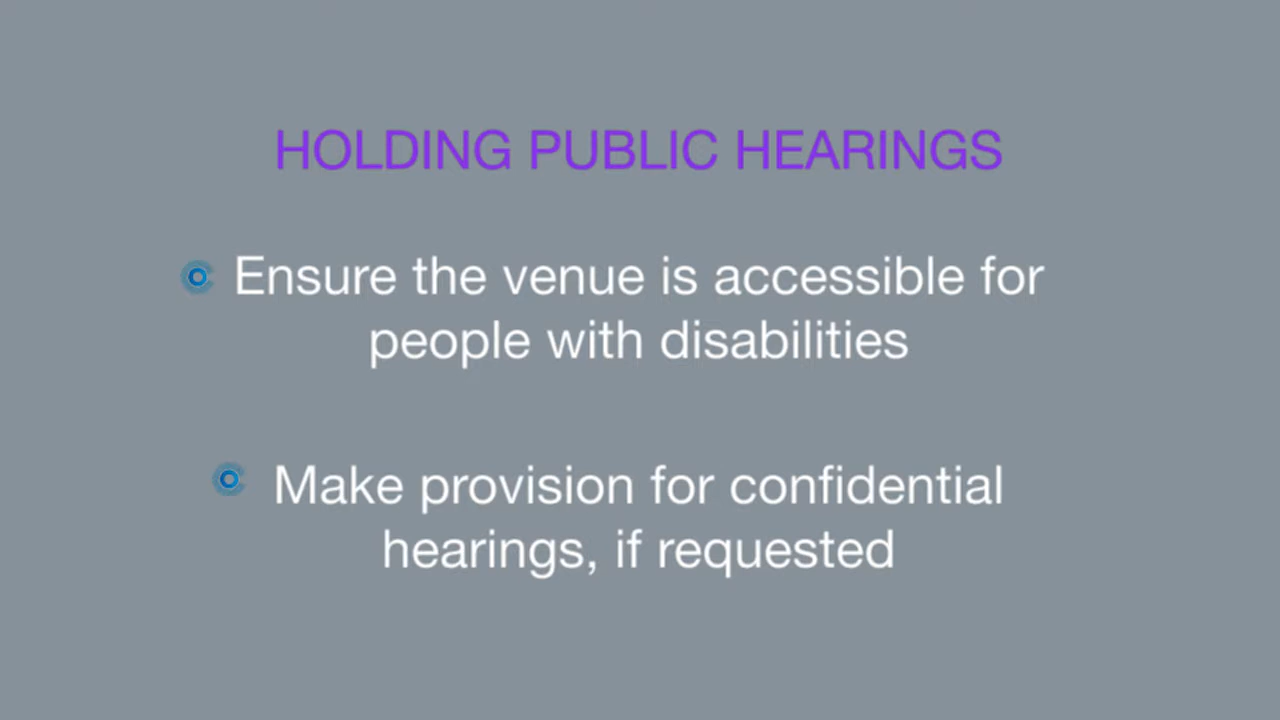 HOLDING PUBLIC HEARINGS
Ensure the venue is accessible for
people with disabilities
Make provision for confidential
hearings, if requested